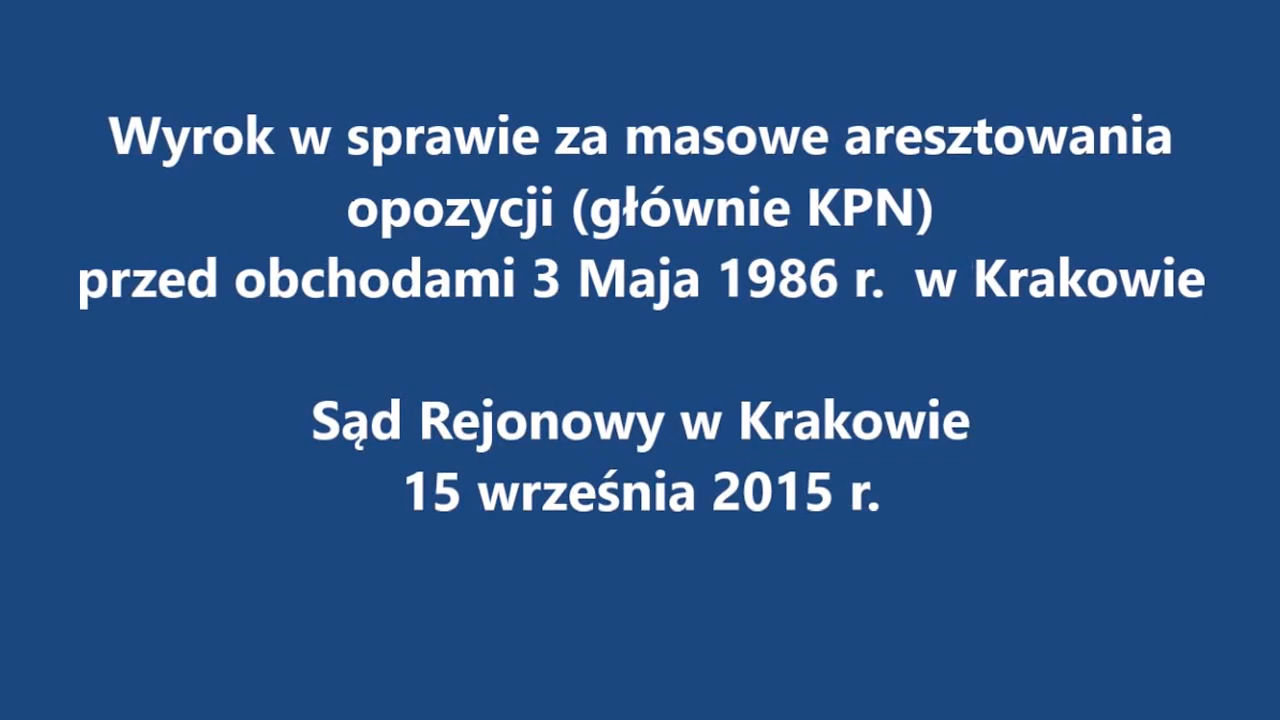 Wyrok w sprawie za masowe aresztowania
opozycji (głównie KPN)
przed obchodami 3 Maja 1986 r.  w Krakowie
Sąd Rejonowy w Krakowie
15 września 2015 r.